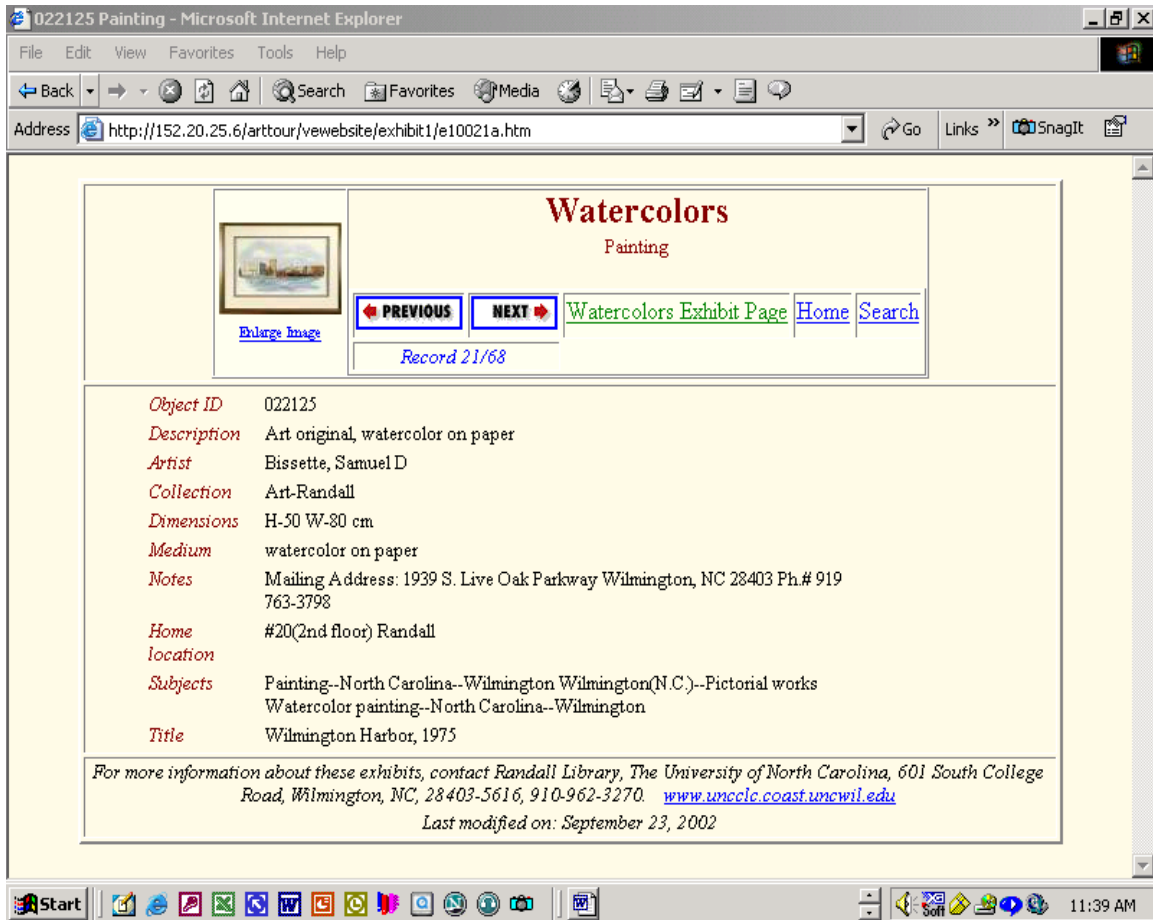 022125 Painting - Microsoft Internet Explorer
File Edit View Favorites Tools Help
Back Search Favorites Media
Address http://152.20.25.6/arttour/vewebsite/exhibit1/e10021a.htm Go Links » SnagIt
Watercolors
Painting
PREVIOUS NEXT Watercolors Exhibit Page Home Search
Enlarge Image
Record 21/68
Object ID 022125
Description Art original, watercolor on paper
Artist Bissette, Samuel D
Collection Art-Randall
Dimensions H-50 W-80 cm
Medium watercolor on paper
Notes Mailing Address: 1939 S. Live Oak Parkway Wilmington, NC 28403 Ph.# 919
763-3798
Home #20(2nd floor) Randall
location
Subjects Painting--North Carolina--Wilmington Wilmington(N.C.)--Pictorial works
Watercolor painting--North Carolina--Wilmington
Title Wilmington Harbor, 1975
For more information about these exhibits, contact Randall Library, The University of North Carolina, 601 South College
Road, Wilmington, NC, 28403-5616, 910-962-3270. www.uncclc.coast.uncwil.edu
Last modified on: September 23, 2002
Start Soft 11:39 AM